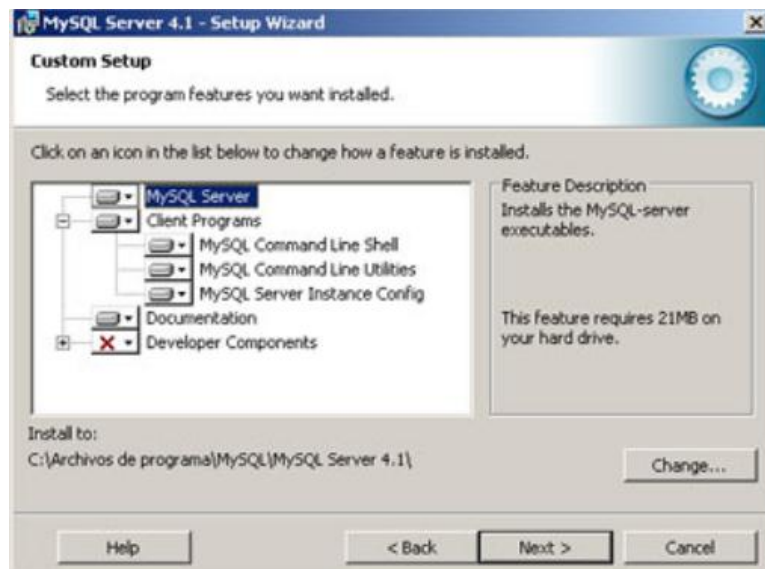 MySQL Server 4.1 - Setup Wizard
Custom Setup
Select the program features you want installed.
Click on an icon in the list below to change how a feature is installed.
MySQL Server
Client Programs
MySQL Command Line Shell
MySQL Command Line Utilities
MySQL Server Instance Config
Documentation
Developer Components
Feature Description
Installs the MySQL-server
executables.
This feature requires 21MB on
your hard drive.
Install to:
C:\Archivos de programa\MySQL\MySQL Server 4.1\
Change...
Help
< Back
Next >
Cancel